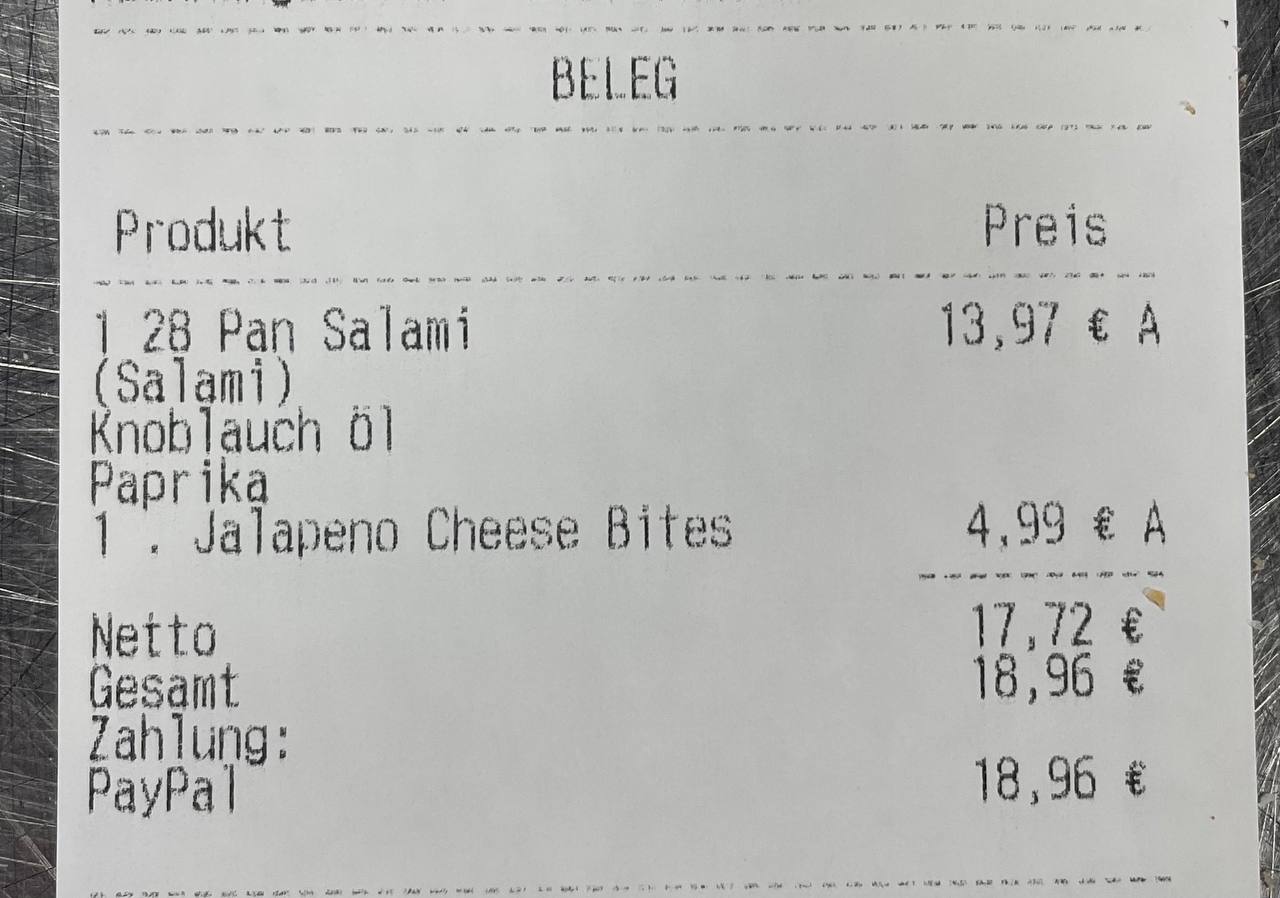 BELEG
Produkt Preis
1 28 Pan Salami 13,97 € A
(Salami)
Knoblauch öl
Paprika
1 . Jalapeno Cheese Bites 4,99 € A
Netto 17,72 €
Gesamt 18,96 €
Zahlung:
PayPal 18,96 €